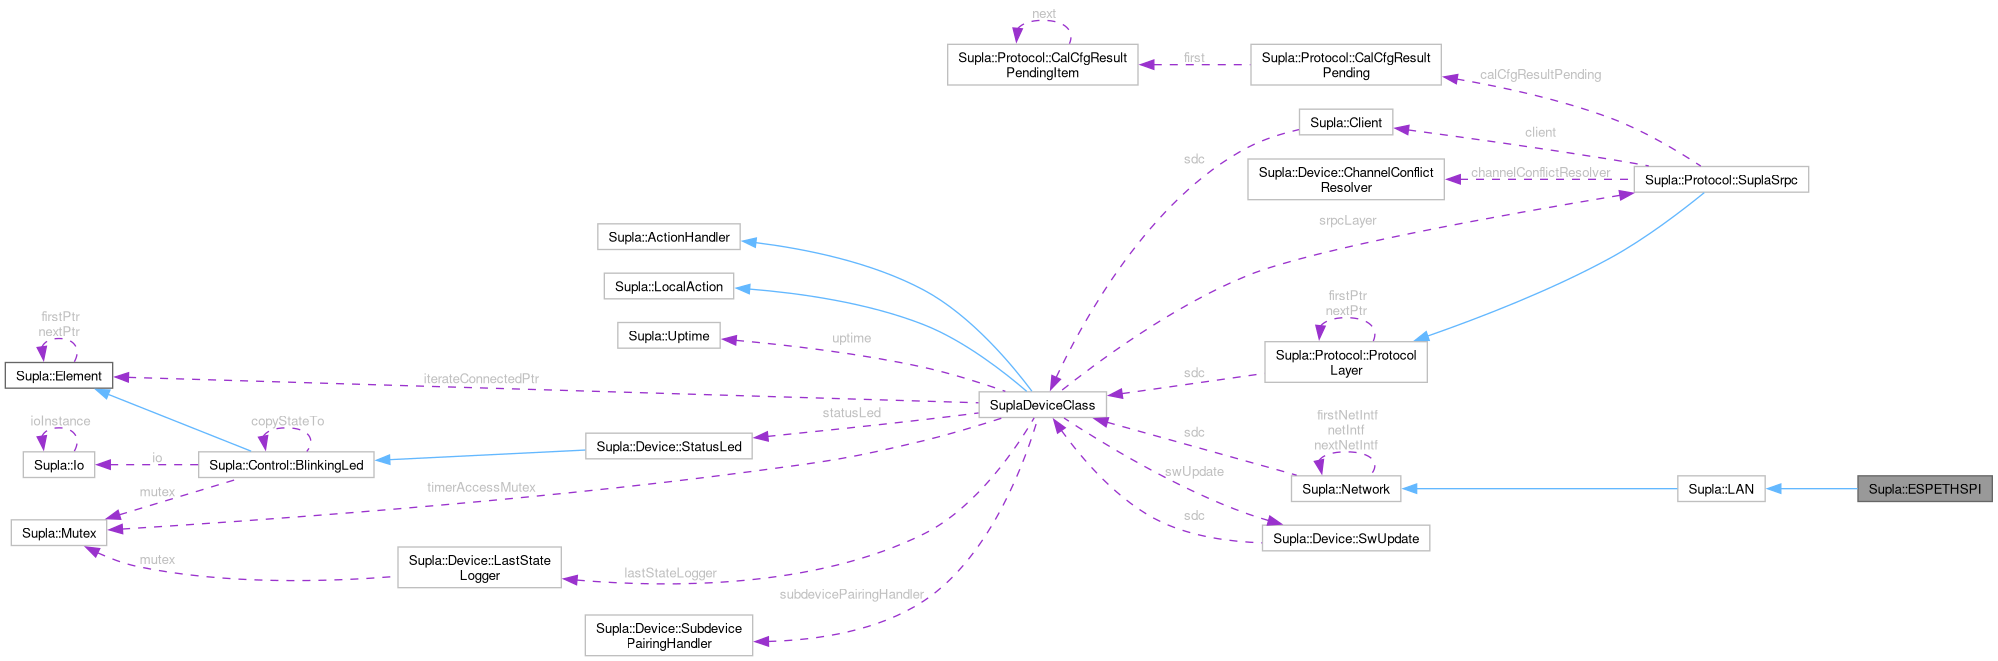 next
Supla::Protocol::CalCfgResult
PendingItem
first
Supla::Protocol::CalCfgResult
Pending
calCfgResultPending
Supla::Client
client
sdc
Supla::Device::ChannelConflict
Resolver
channelConflictResolver
Supla::Protocol::SuplaSrpc
srpcLayer
Supla::ActionHandler
Supla::LocalAction
firstPtr
nextPtr
Supla::Uptime
uptime
Supla::Protocol::Protocol
Layer
firstPtr
nextPtr
Supla::Element
iterateConnectedPtr
sdc
SuplaDeviceClass
ioInstance
copyStateTo
statusLed
firstNetIntf
netIntf
nextNetIntf
sdc
Supla::Device::StatusLed
Supla::Io
io
Supla::Control::BlinkingLed
swUpdate
mutex
timerAccessMutex
Supla::Network
Supla::LAN
Supla::ESPETHSPI
sdc
Supla::Mutex
Supla::Device::SwUpdate
mutex
Supla::Device::LastState
Logger
lastStateLogger
subdevicePairingHandler
Supla::Device::Subdevice
PairingHandler